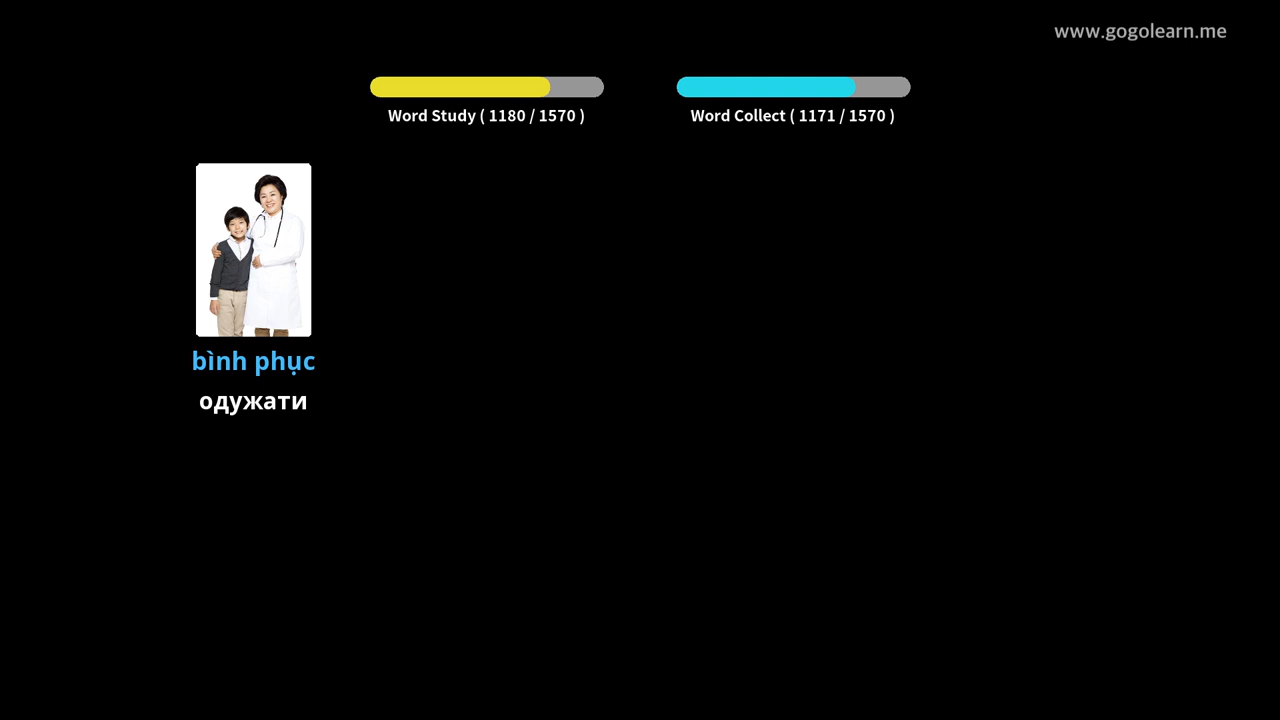 www.gogolearn.me
Word Study ( 1180 / 1570 )
Word Collect ( 1171 / 1570 )
bình phục
одужати